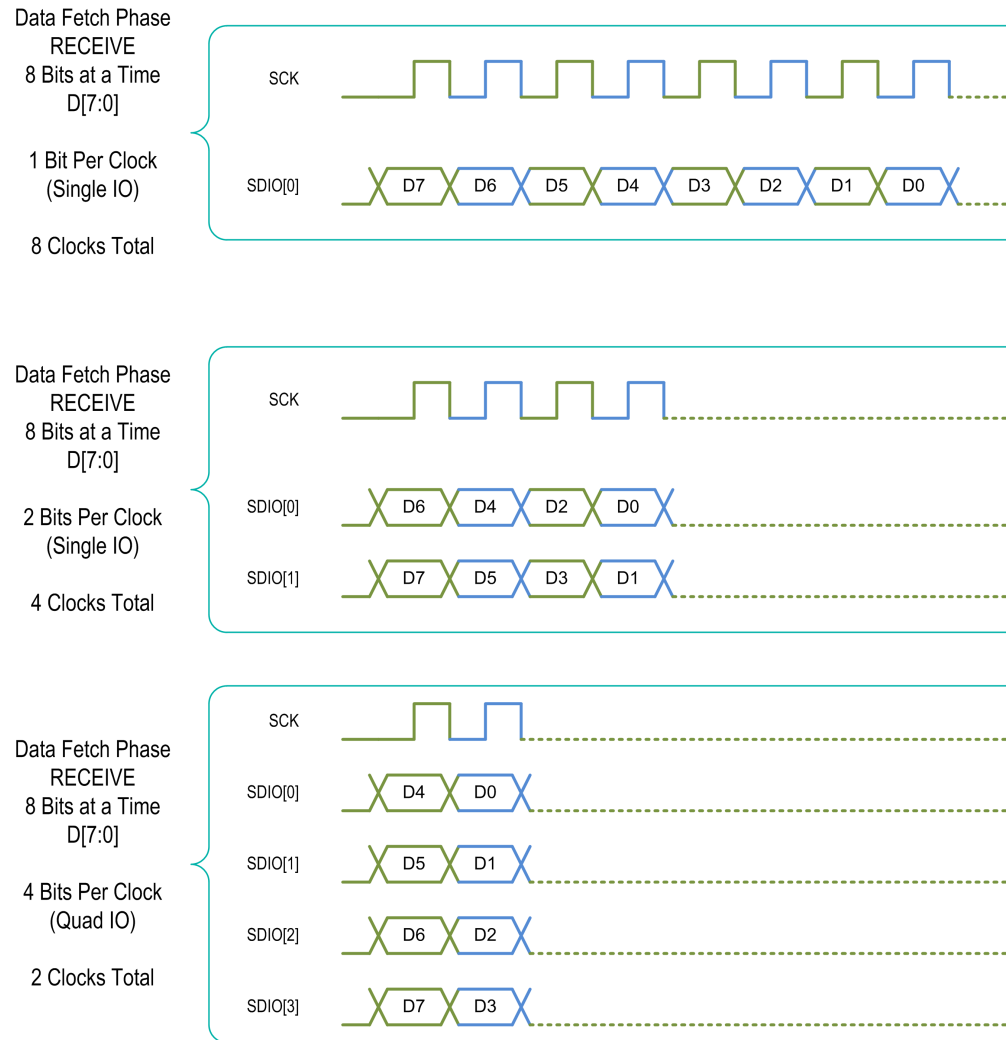 Data Fetch Phase
RECEIVE
8 Bits at a Time
D[7:0]
1 Bit Per Clock
(Single IO)
8 Clocks Total
SCK
SDIO[0]
D7 D6 D5 D4 D3 D2 D1 D0
Data Fetch Phase
RECEIVE
8 Bits at a Time
D[7:0]
2 Bits Per Clock
(Single IO)
4 Clocks Total
SCK
SDIO[0]
D6 D4 D2 D0
SDIO[1]
D7 D5 D3 D1
Data Fetch Phase
RECEIVE
8 Bits at a Time
D[7:0]
4 Bits Per Clock
(Quad IO)
2 Clocks Total
SCK
SDIO[0]
D4 D0
SDIO[1]
D5 D1
SDIO[2]
D6 D2
SDIO[3]
D7 D3